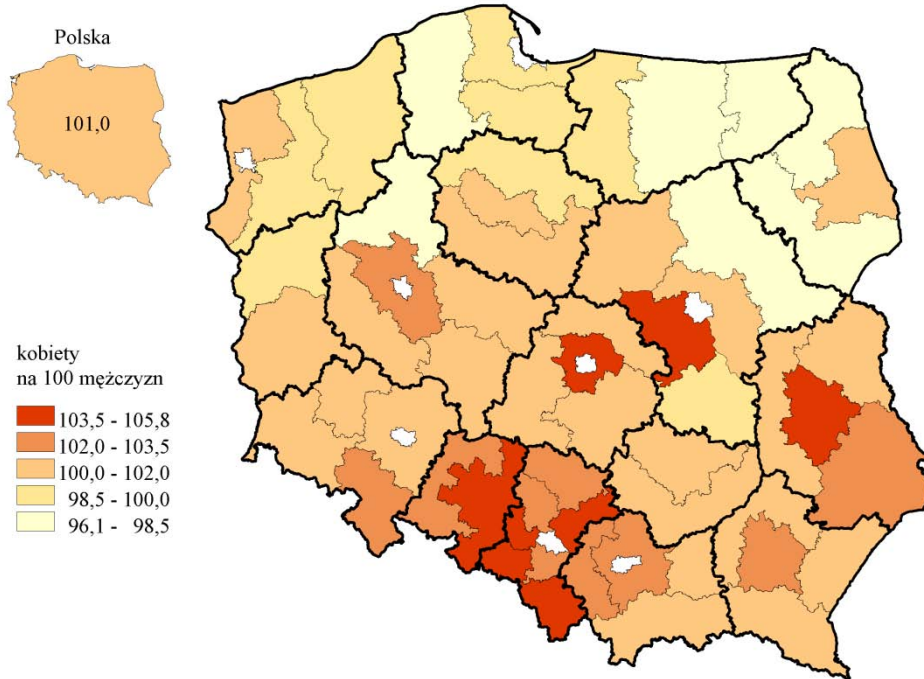 Polska
101,0
kobiety
na 100 mężczyzn
103,5 - 105,8
102,0 - 103,5
100,0 - 102,0
98,5 - 100,0
96,1 - 98,5